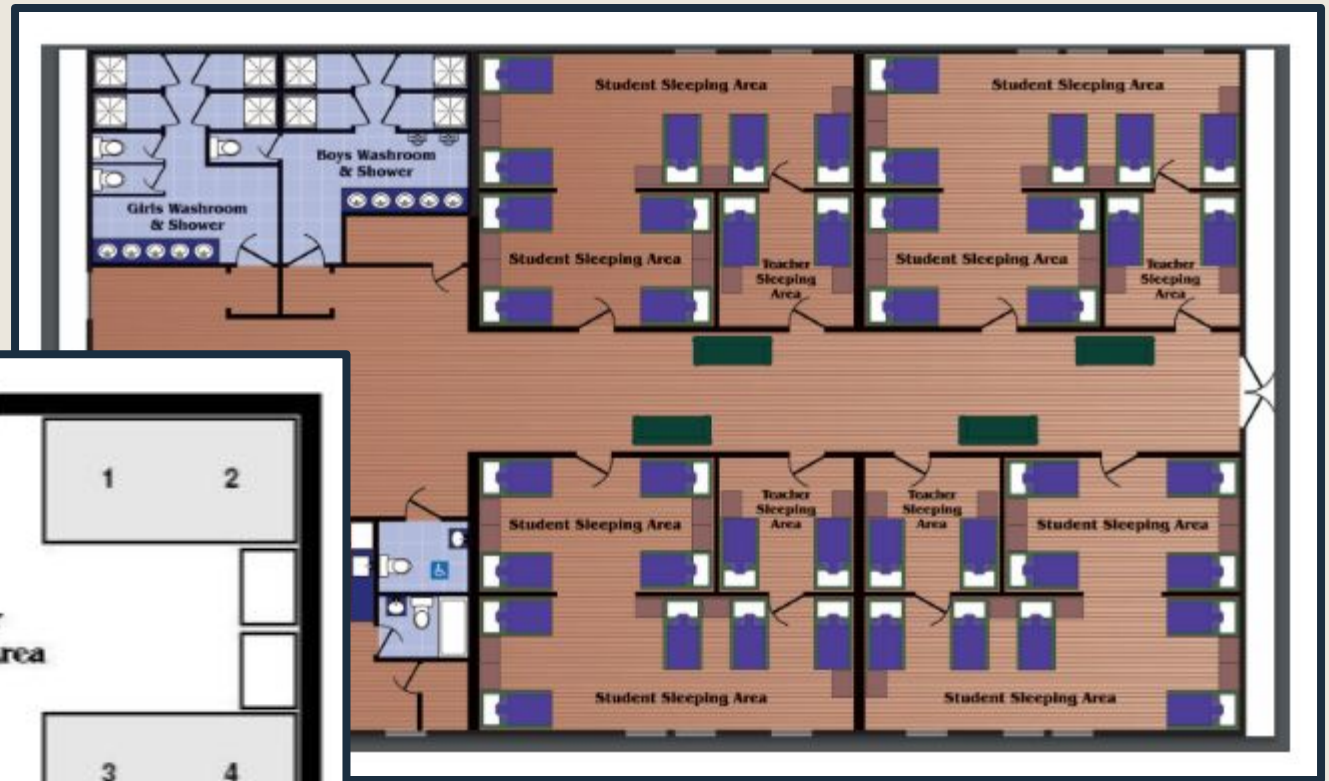 Student Sleeping Area
Student Sleeping Area
Boys Washroom
& Shower
Girls Washroom
& Shower
Student Sleeping Area
Teacher
Sleeping
Area
Student Sleeping Area
Teacher
Sleeping
Area
1 2
rea
3 4
Student Sleeping Area
Teacher
Sleeping
Area
Teacher
Sleeping
Area
Student Sleeping Area
Student Sleeping Area
Student Sleeping Area